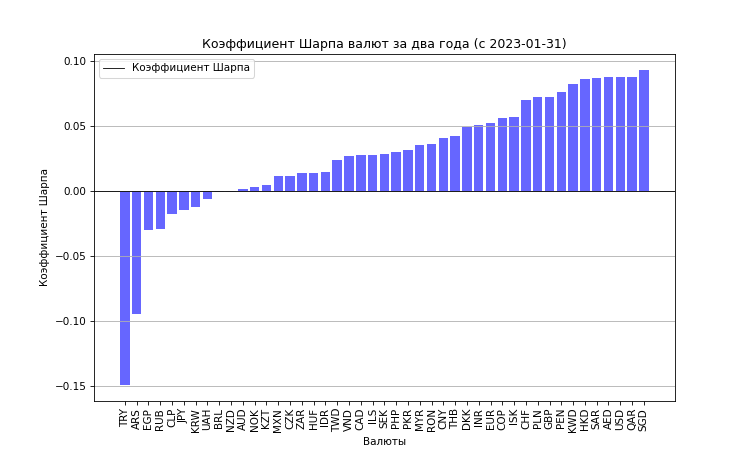 Коэффициент Шарпа валют за два года (с 2023-01-31)
Коэффициент Шарпа
0.10
0.05
0.00
−0.05
−0.10
−0.15
Коэффициент Шарпа
TRY
ARS
EGP
RUB
CLP
JPY
KRW
UAH
BRL
NZD
AUD
NOK
KZT
MXN
CZK
ZAR
HUF
IDR
TWD
VND
CAD
ILS
SEK
PHP
PKR
MYR
RON
CNY
THB
DKK
INR
EUR
COP
ISK
CHF
PLN
GBP
PEN
KWD
HKD
SAR
AED
USD
QAR
SGD
Валюты